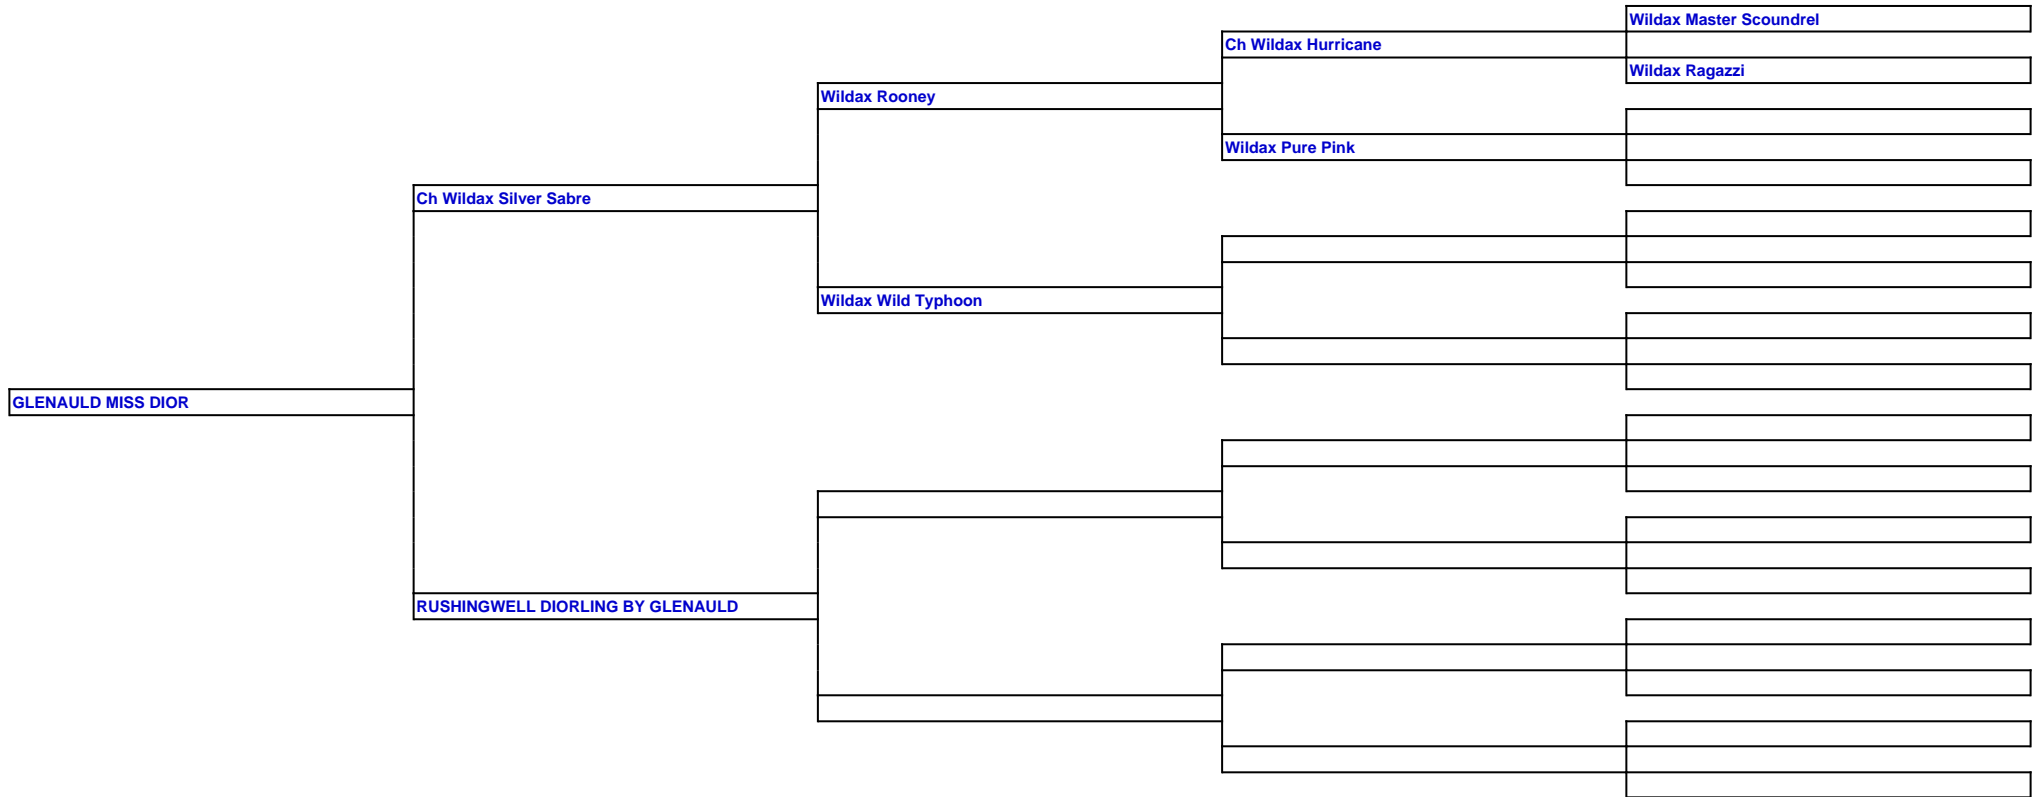 Wildax Master Scoundrel
Ch Wildax Hurricane
Wildax Ragazzi
Wildax Rooney
Wildax Pure Pink
Ch Wildax Silver Sabre
Wildax Wild Typhoon
GLENAULD MISS DIOR
RUSHINGWELL DIORLING BY GLENAULD